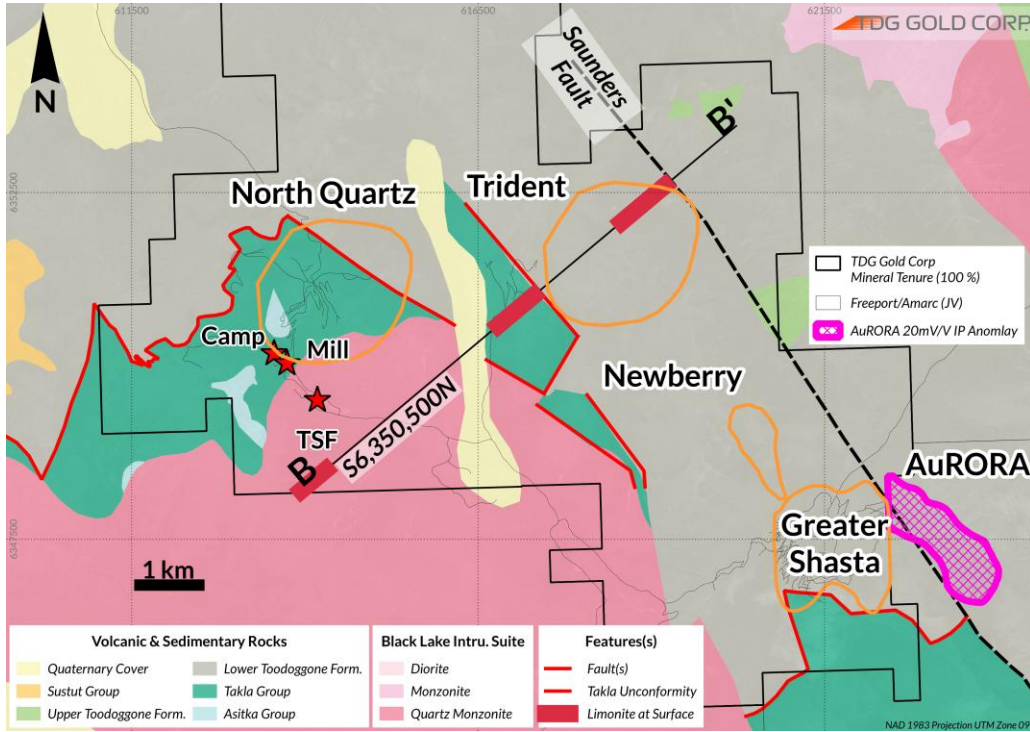 611500
616500
621500
TDG GOLD CORP.
N
Saunders
Fault
B'
6352500
North Quartz
Trident
TDG Gold Corp
Mineral Tenure (100 %)
Freeport/Amarc (JV)
AuRORA 20mV/V IP Anomlay
Camp
Mill
Newberry
TSF
B
S6,350,500N
AuRORA
6347500
Greater
Shasta
1 km
Volcanic & Sedimentary Rocks
Quaternary Cover
Sustut Group
Upper Toodoggone Form.
Lower Toodoggone Form.
Takla Group
Asitka Group
Black Lake Intru. Suite
Diorite
Monzonite
Quartz Monzonite
Features(s)
Fault(s)
Takla Unconformity
Limonite at Surface
NAD 1983 Projection UTM Zone 09